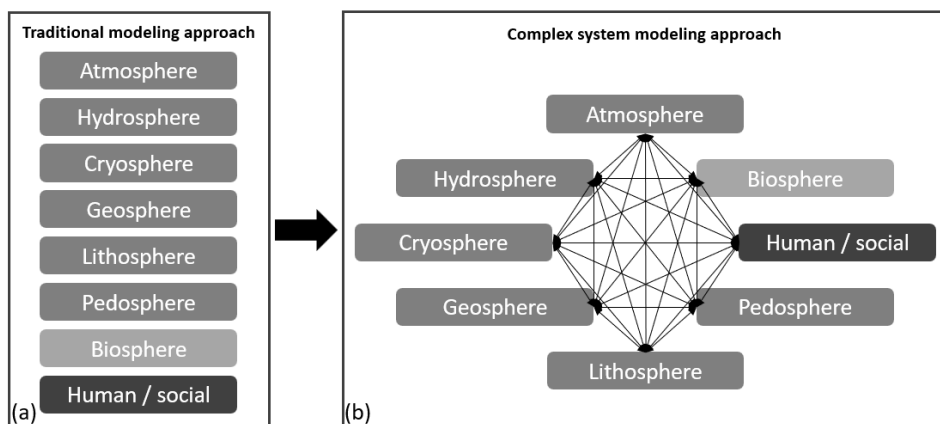 Traditional modeling approach
Atmosphere
Hydrosphere
Cryosphere
Geosphere
Lithosphere
Pedosphere
Biosphere
Human / social
(a)
Complex system modeling approach
Atmosphere
Hydrosphere
Biosphere
Cryosphere
Human / social
Geosphere
Pedosphere
Lithosphere
(b)